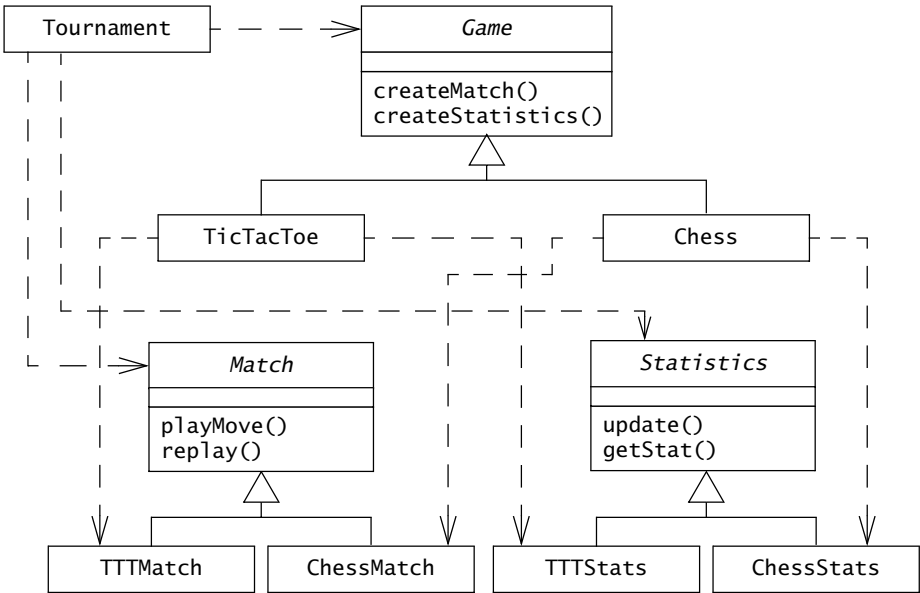 Tournament
Game
createMatch()
createStatistics()
TicTacToe
Chess
Match
playMove()
replay()
Statistics
update()
getStat()
TTTMatch
ChessMatch
TTTStats
ChessStats